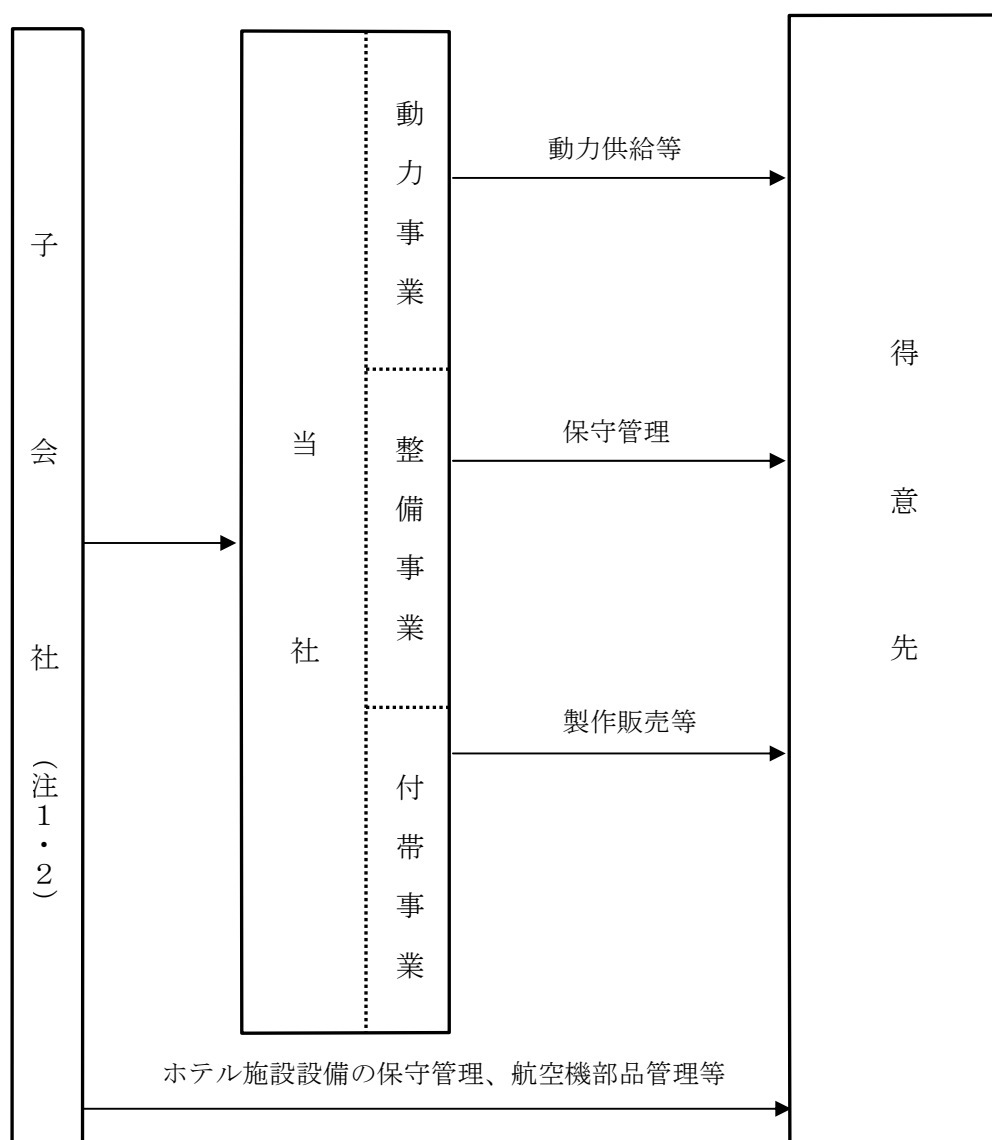 子会社(注1・2)
当社
動力事業
整備事業
付帯事業
動力供給等
保守管理
製作販売等
得意先
ホテル施設設備の保守管理、航空機部品管理等